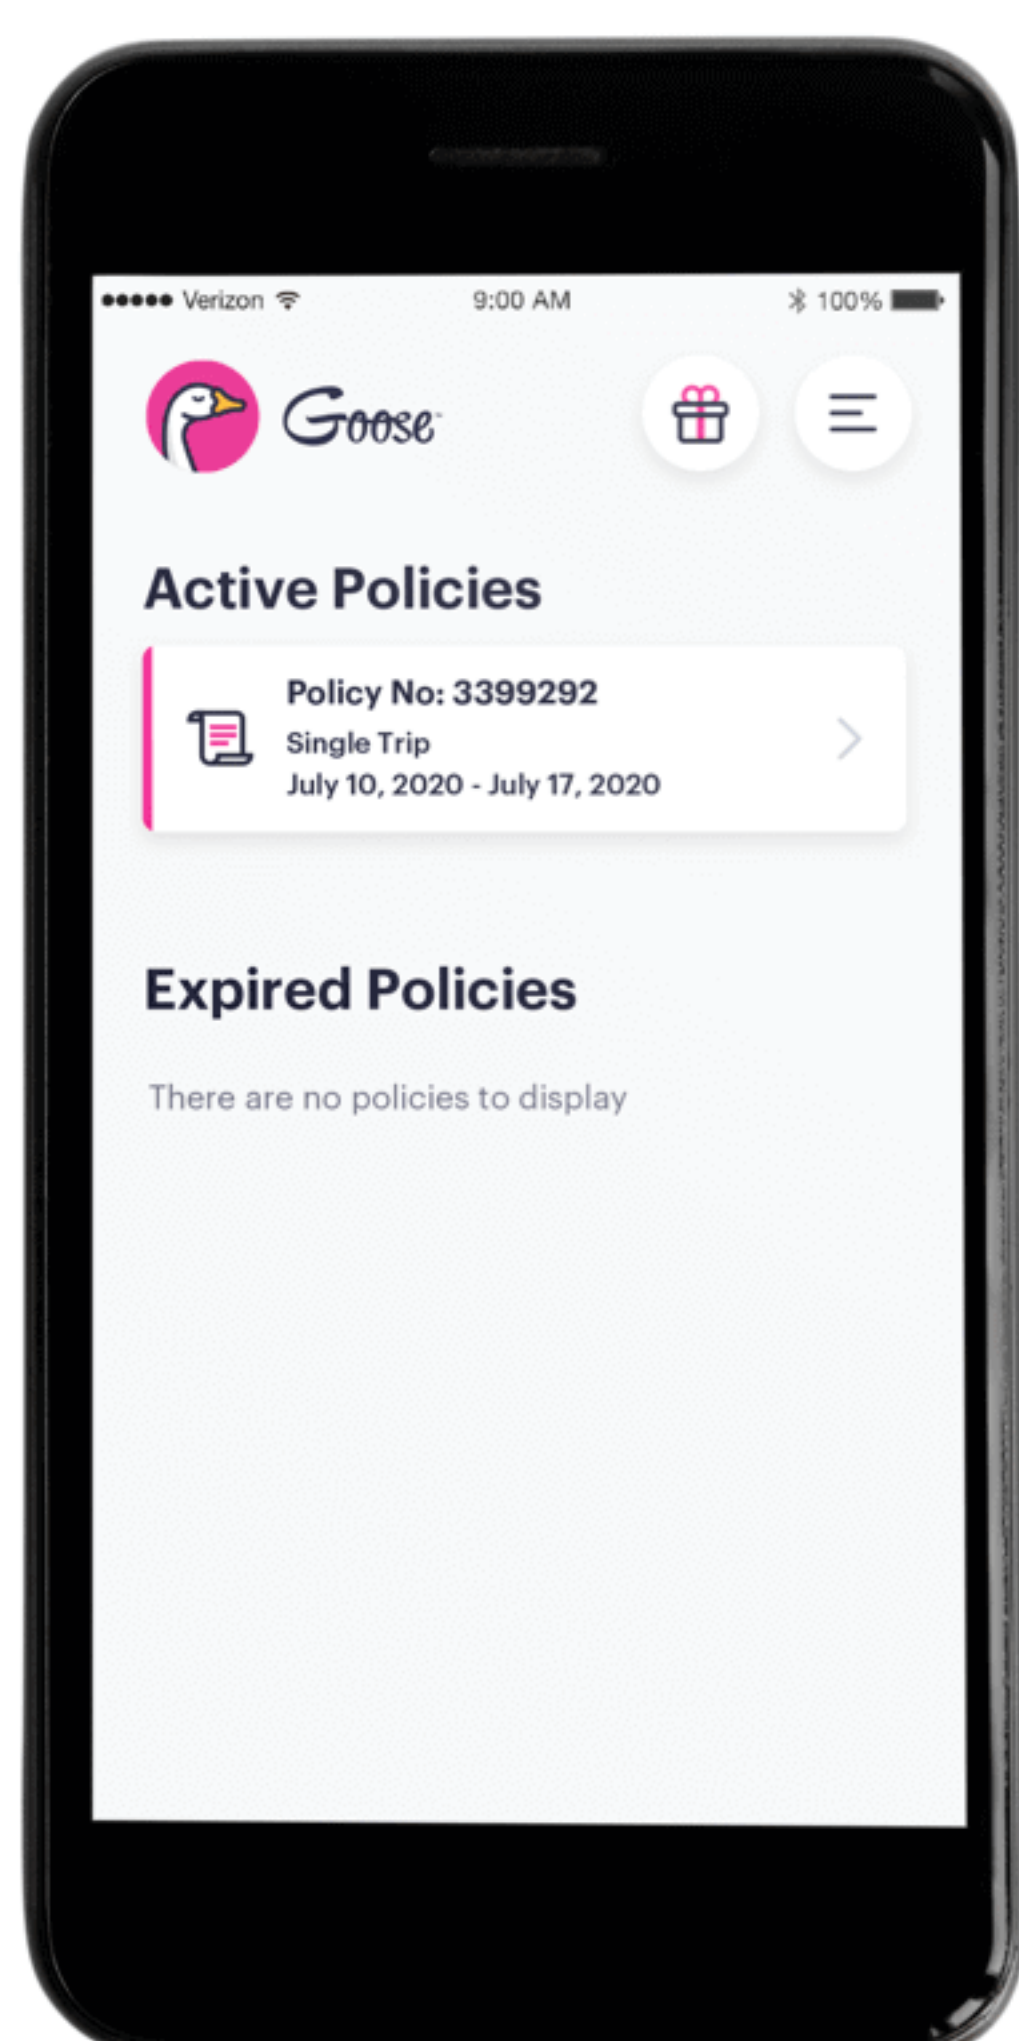 Verizon 9:00 AM 100%
Goose
Active Policies
Policy No: 3399292
Single Trip
July 10, 2020 - July 17, 2020
Expired Policies
There are no policies to display